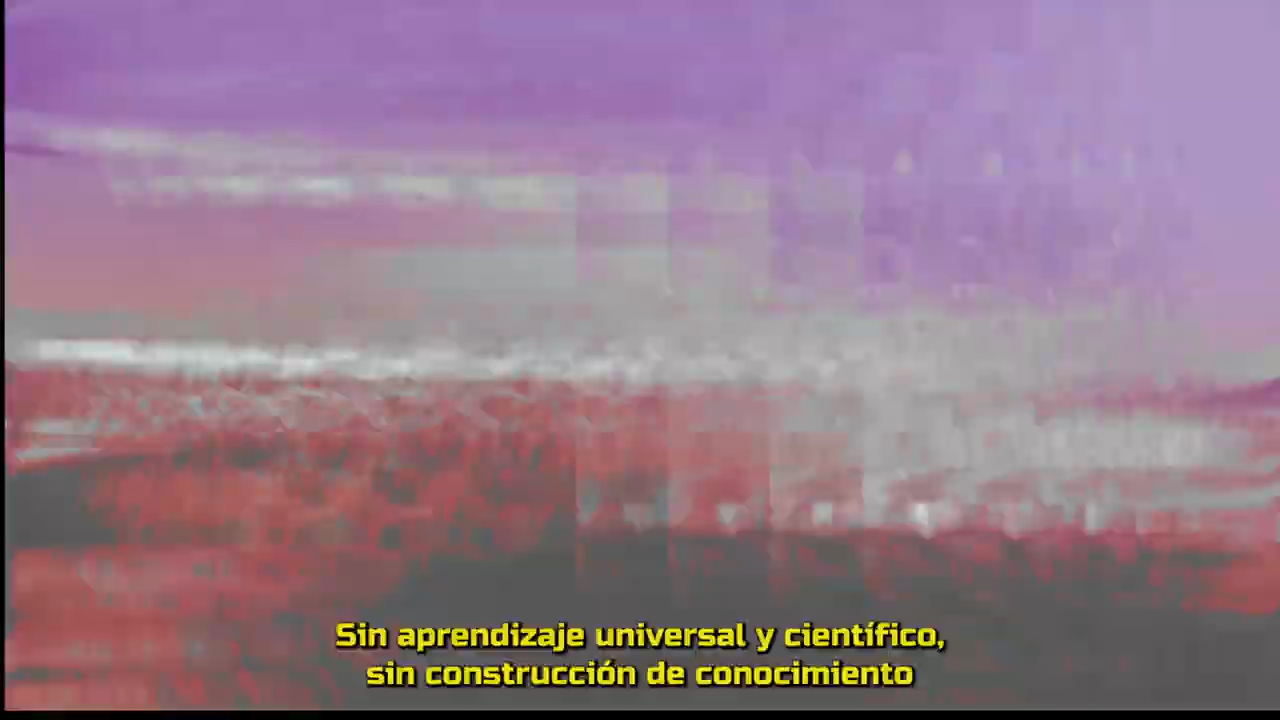 Sin aprendizaje universal y científico,
sin construcción de conocimiento